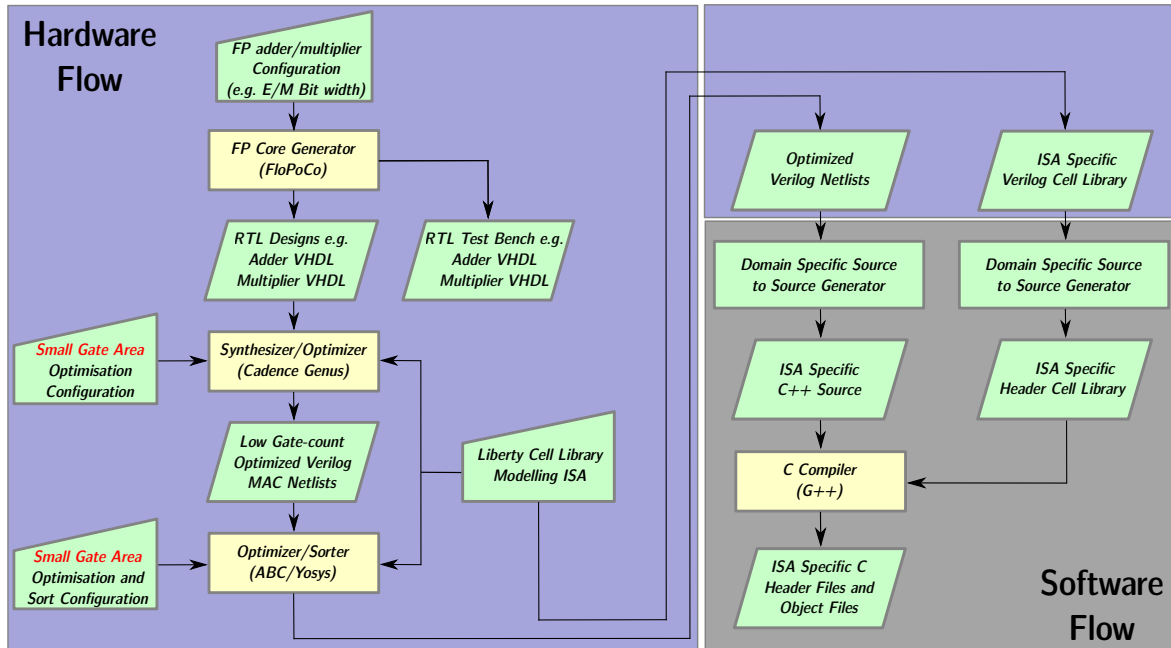 Hardware
Flow
FP adder/multiplier
Configuration
(e.g. E/M Bit width)
FP Core Generator
(FloPoCo)
RTL Designs e.g.
Adder VHDL
Multiplier VHDL
RTL Test Bench e.g.
Adder VHDL
Multiplier VHDL
Small Gate Area
Optimisation
Configuration
Synthesizer/Optimizer
(Cadence Genus)
Low Gate-count
Optimized Verilog
MAC Netlists
Liberty Cell Library
Modelling ISA
Small Gate Area
Optimisation and
Sort Configuration
Optimizer/Sorter
(ABC/Yosys)
Optimized
Verilog Netlists
ISA Specific
Verilog Cell Library
Domain Specific Source
to Source Generator
Domain Specific Source
to Source Generator
ISA Specific
C++ Source
ISA Specific
Header Cell Library
C Compiler
(G++)
ISA Specific C
Header Files and
Object Files
Software
Flow